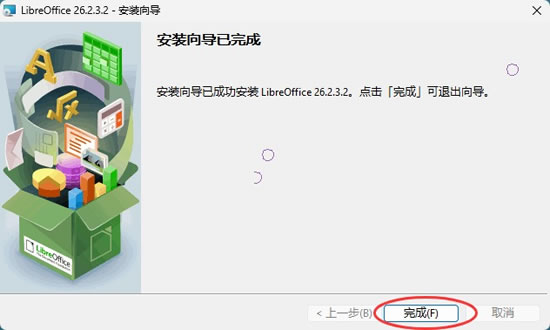 LibreOffice 26.2.3.2 - 安装向导
安装向导已完成
安装向导已成功安装 LibreOffice 26.2.3.2。点击「完成」可退出向导。
LibreOffice
< 上一步(B)
完成(F)
取消